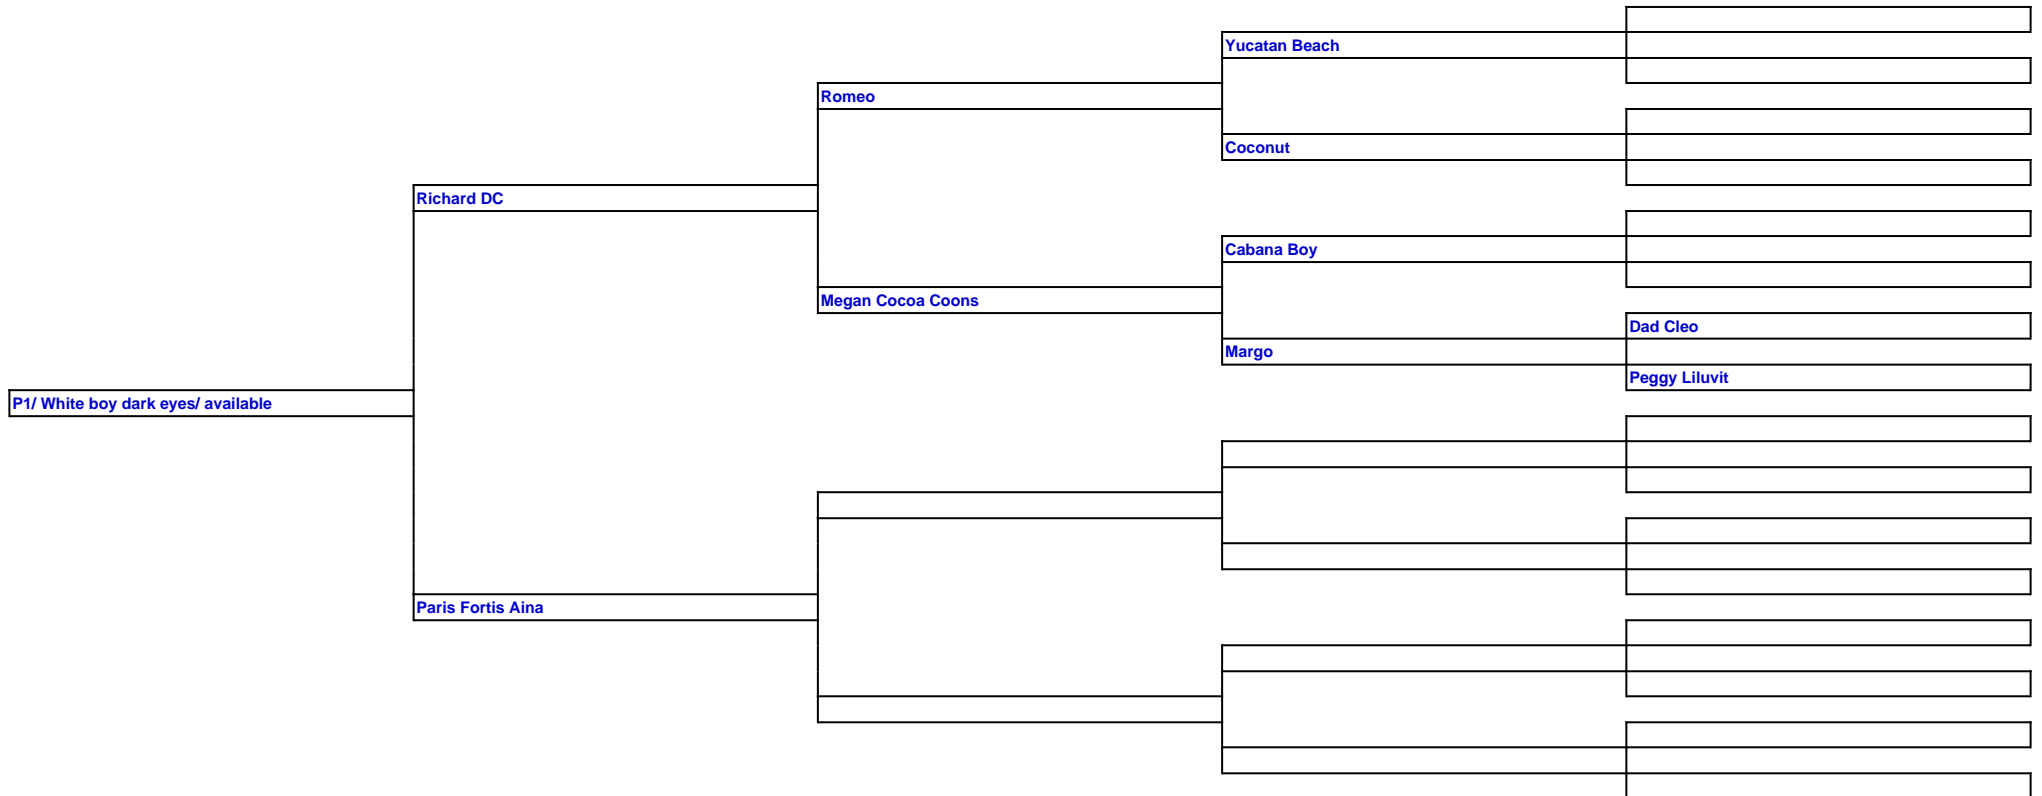 Yucatan Beach
Romeo
Coconut
Richard DC
Cabana Boy
Megan Cocoa Coons
Dad Cleo
Margo
Peggy Liluvit
P1/ White boy dark eyes/ available
Paris Fortis Aina